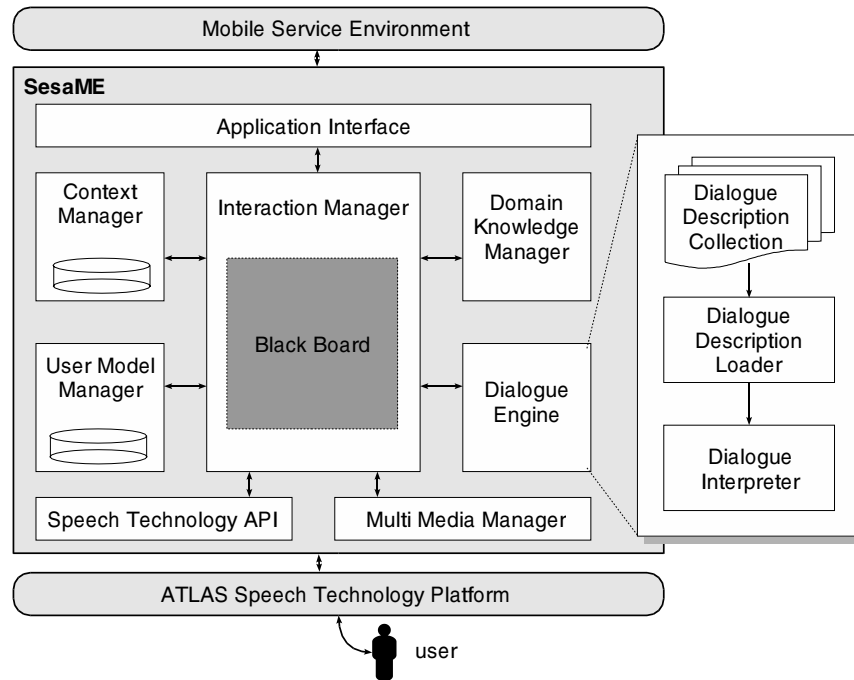 Mobile Service Environment
SesaME
Application Interface
Context
Manager
Interaction Manager
Domain
Knowledge
Manager
Black Board
User Model
Manager
Dialogue
Engine
Speech Technology API
Multi Media Manager
Dialogue
Description
Collection
Dialogue
Description
Loader
Dialogue
Interpreter
ATLAS Speech Technology Platform
user